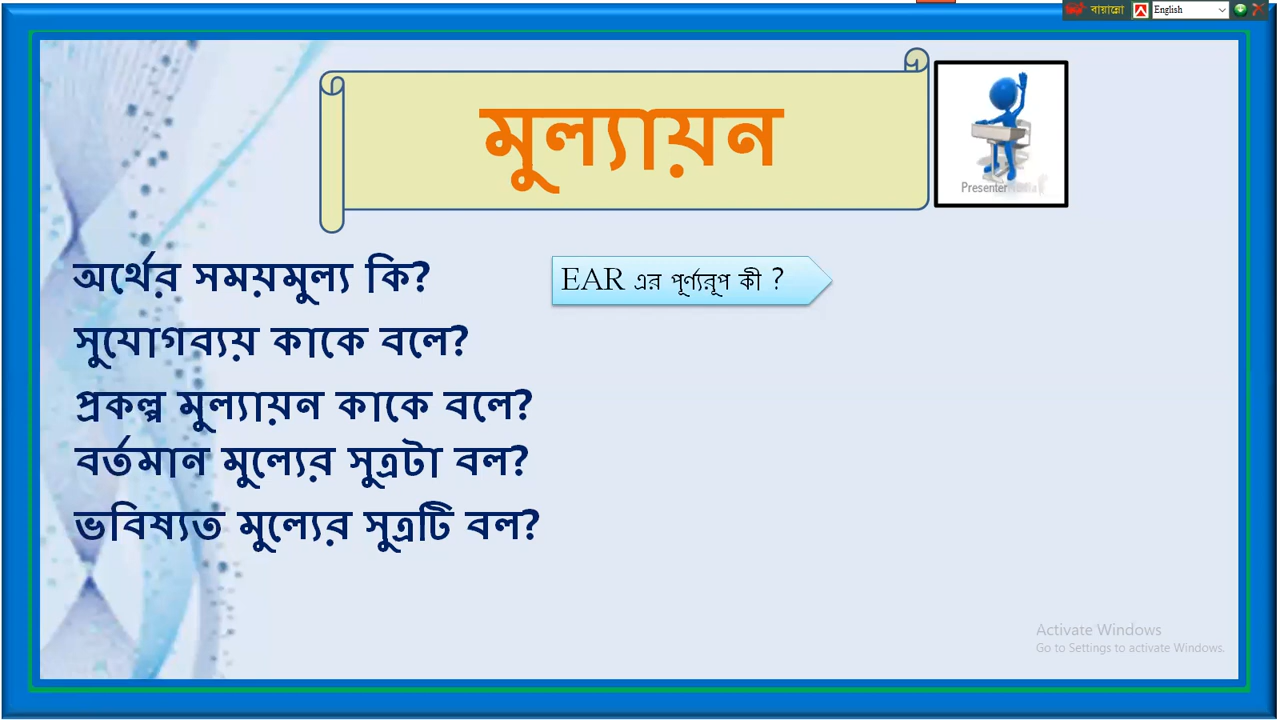 বায়ান্নো English
মুল্যায়ন
Presenter
অর্থের সময়মুল্য কি?
EAR এর পূর্ণ্যরূপ কী ?
সুযোগব্যয় কাকে বলে?
প্রকল্প মুল্যায়ন কাকে বলে?
বর্তমান মুল্যের সুত্রটা বল?
ভবিষ্যত মুল্যের সুত্রটি বল?
Activate Windows
Go to Settings to activate Windows.